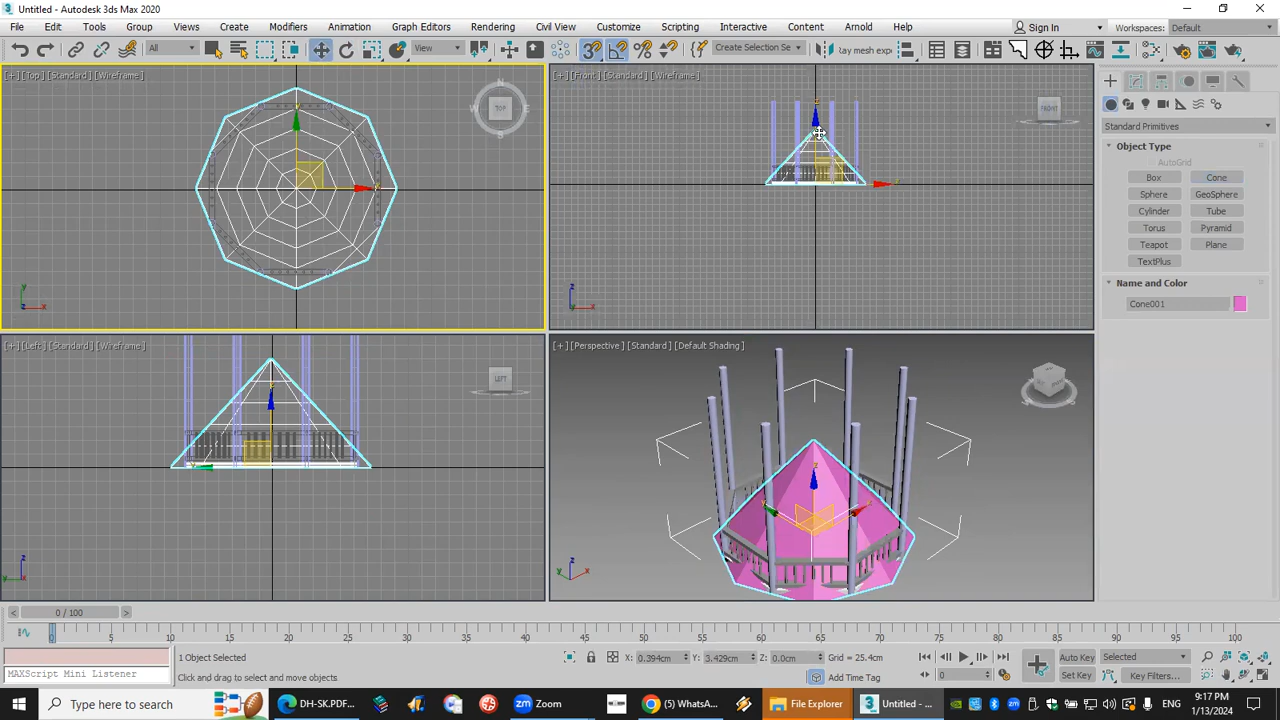 Untitled - Autodesk 3ds Max 2020
File Edit Tools Group Views Create Modifiers Animation Graph Editors Rendering Civil View Customize Scripting Interactive Content Arnold Help Sign In Workspaces: Default
All View Create Selection Se lay mesh expo
[+] [Top] [Standard] [Wireframe]
N
W TOP E
S
y
z x
[+] [Front] [Standard] [Wireframe]
FRONT
z
x
[+] [Left] [Standard] [Wireframe]
LEFT
z
y
[+] [Perspective] [Standard] [Default Shading]
z
y x
Standard Primitives
Object Type
AutoGrid
Box Cone
Sphere GeoSphere
Cylinder Tube
Torus Pyramid
Teapot Plane
TextPlus
Name and Color
Cone001
< 0 / 100 >
0 5 10 15 20 25 30 35 40 45 50 55 60 65 70 75 80 85 90 95 100
1 Object Selected
X: 0.394cm Y: 3.429cm Z: 0.0cm Grid = 25.4cm
Auto Key Selected
MAXScript Mini Listener
Click and drag to select and move objects
Add Time Tag
0
Set Key Key Filters...
Type here to search
DH-SK.PDF...
Zoom
(5) WhatsA...
File Explorer
Untitled - ...
ENG
9:17 PM
1/13/2024